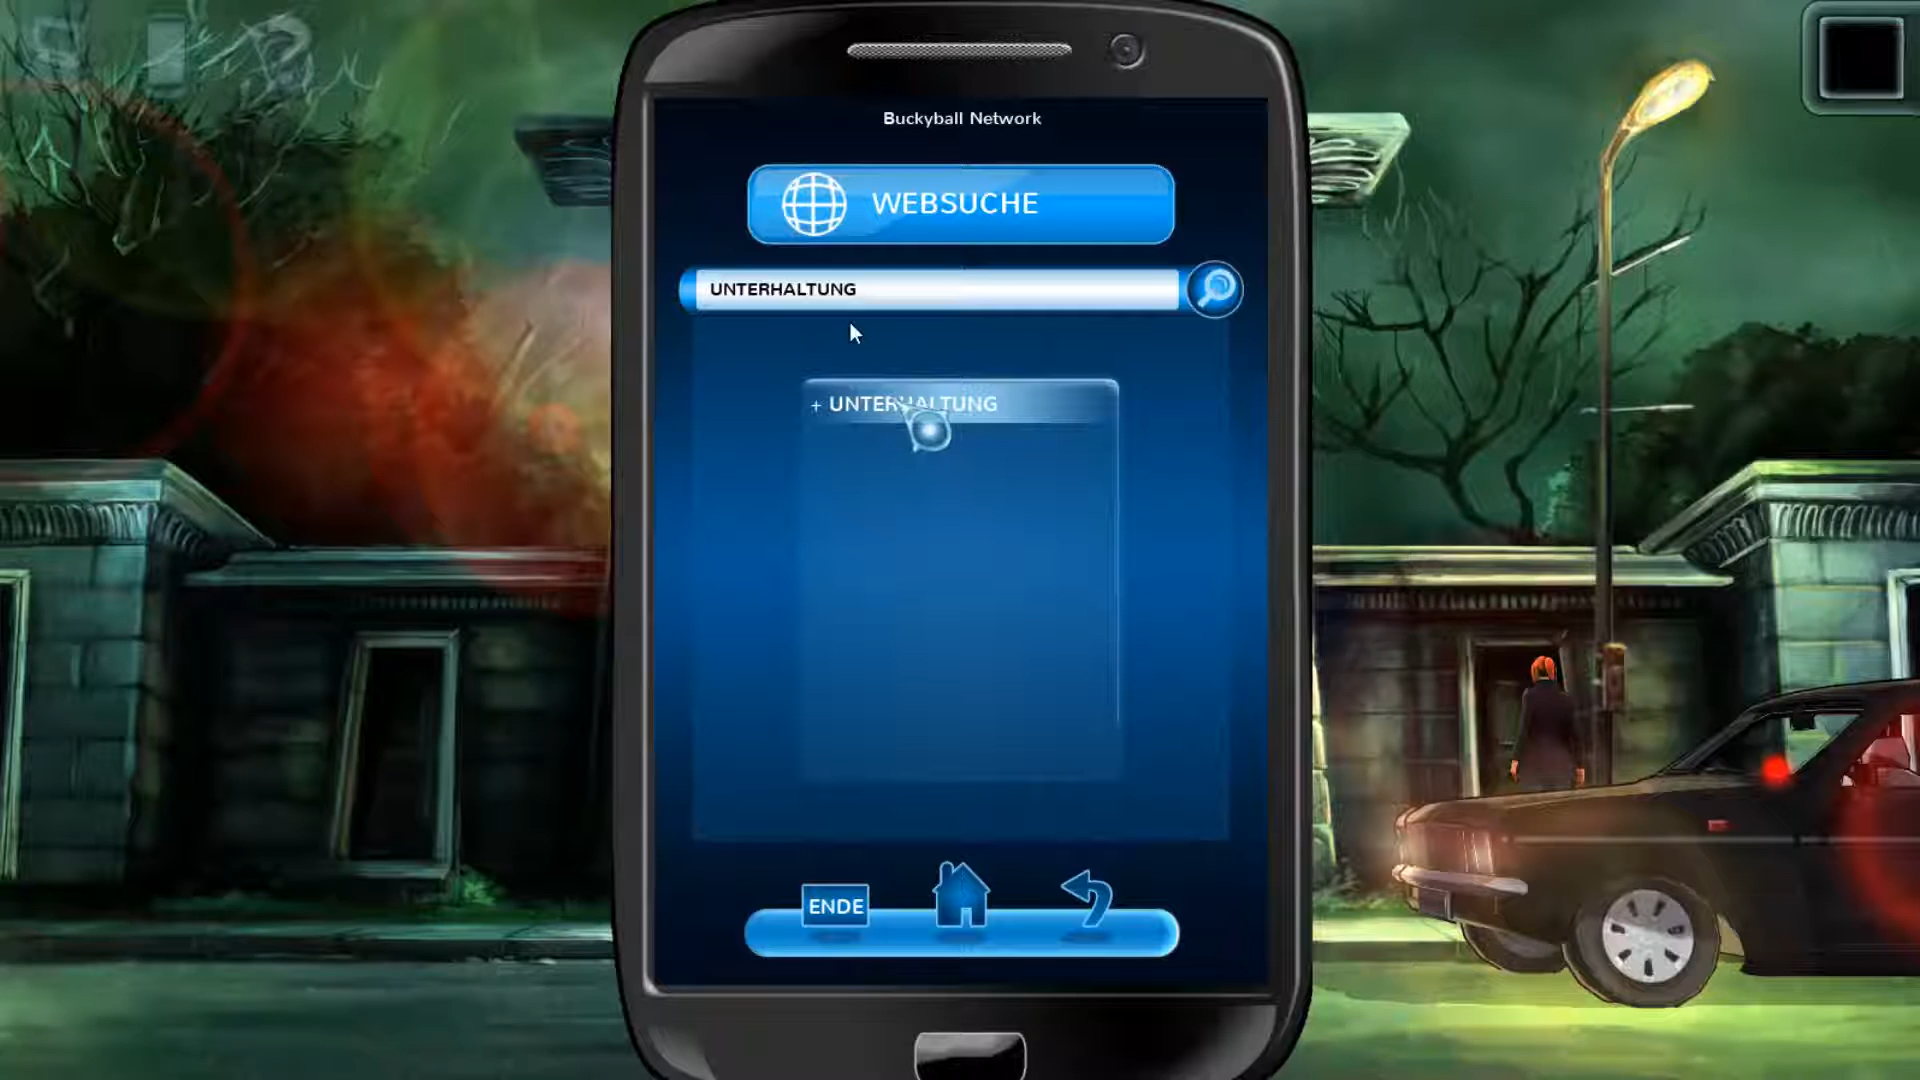 Buckyball Network
WEBSUCHE
UNTERHALTUNG
+ UNTERHALTUNG
ENDE